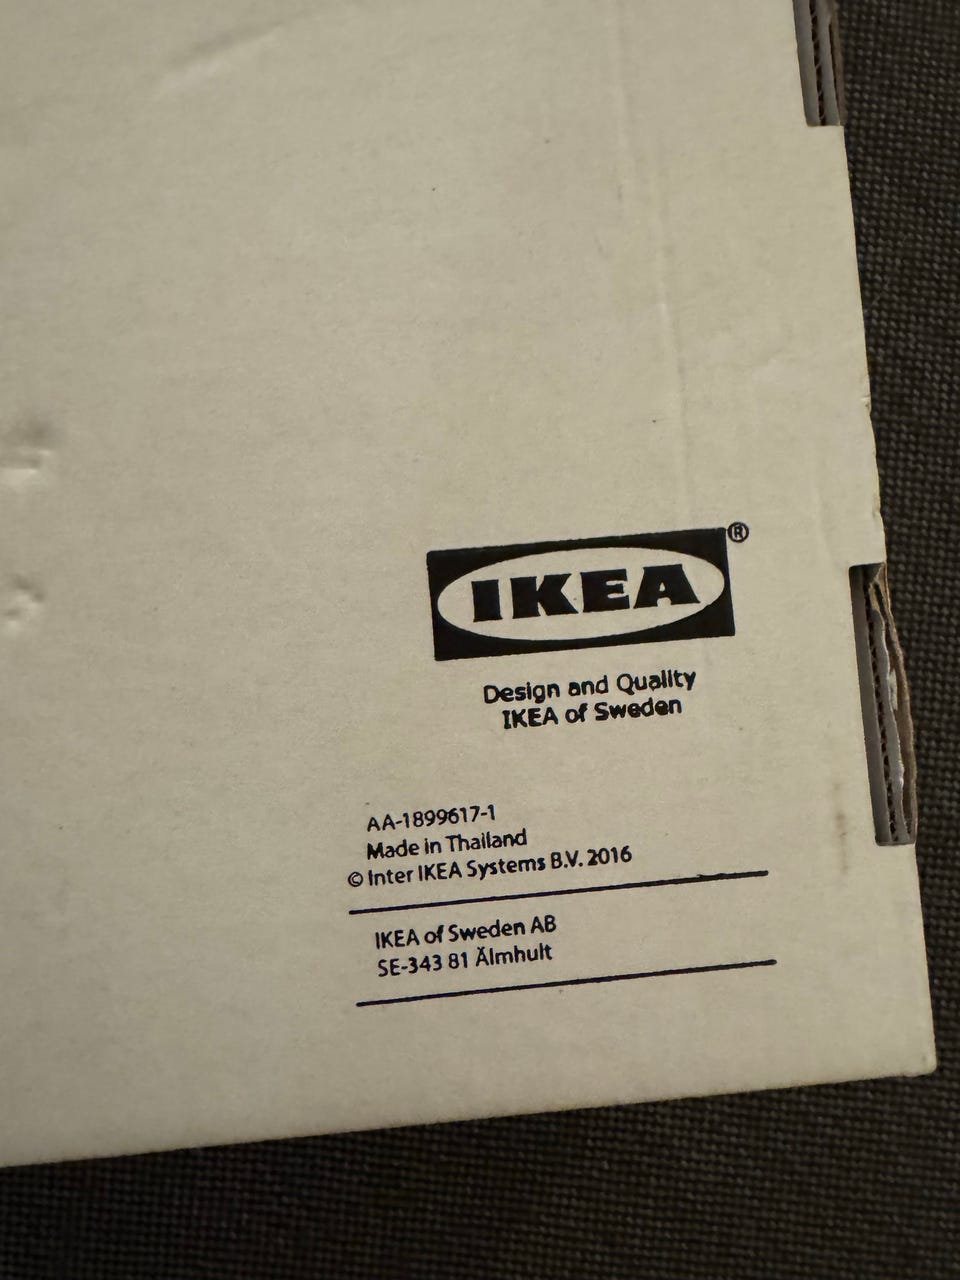 IKEA®
Design and Quality
IKEA of Sweden
AA-1899617-1
Made in Thailand
© Inter IKEA Systems B.V. 2016
IKEA of Sweden AB
SE-343 81 Älmhult